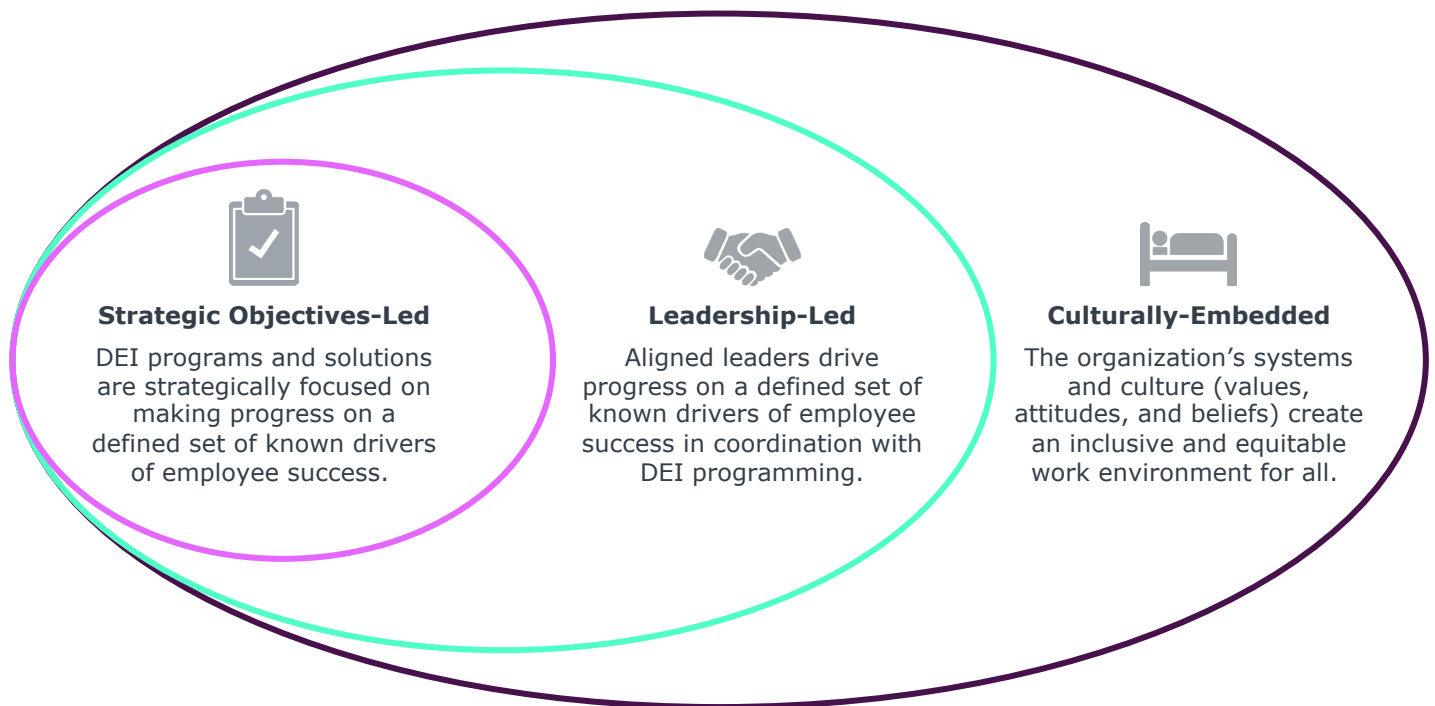 Strategic Objectives-Led
DEI programs and solutions
are strategically focused on
making progress on a
defined set of known drivers
of employee success.
Leadership-Led
Aligned leaders drive
progress on a defined set of
known drivers of employee
success in coordination with
DEI programming.
Culturally-Embedded
The organization’s systems
and culture (values,
attitudes, and beliefs) create
an inclusive and equitable
work environment for all.